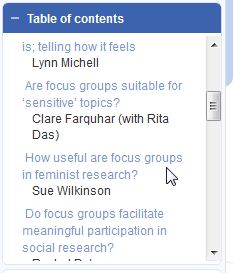 Table of contents
is; telling how it feels
Lynn Michell
Are focus groups suitable for
‘sensitive’ topics?
Clare Farquhar (with Rita
Das)
How useful are focus groups
in feminist research?
Sue Wilkinson
Do focus groups facilitate
meaningful participation in
social research?